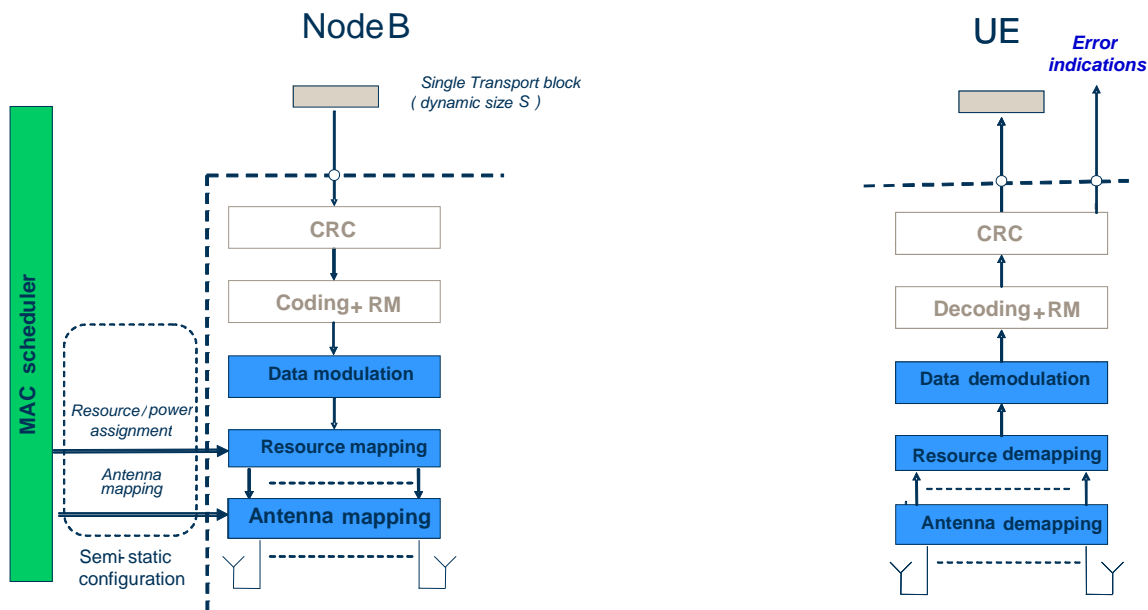 Node B
UE
Error
indications
Single Transport block
( dynamic size S )
MAC scheduler
CRC
Coding + RM
Data modulation
Resource / power
assignment
Resource mapping
Antenna
mapping
Antenna mapping
Semi-static
configuration
CRC
Decoding + RM
Data demodulation
Resource demapping
Antenna demapping